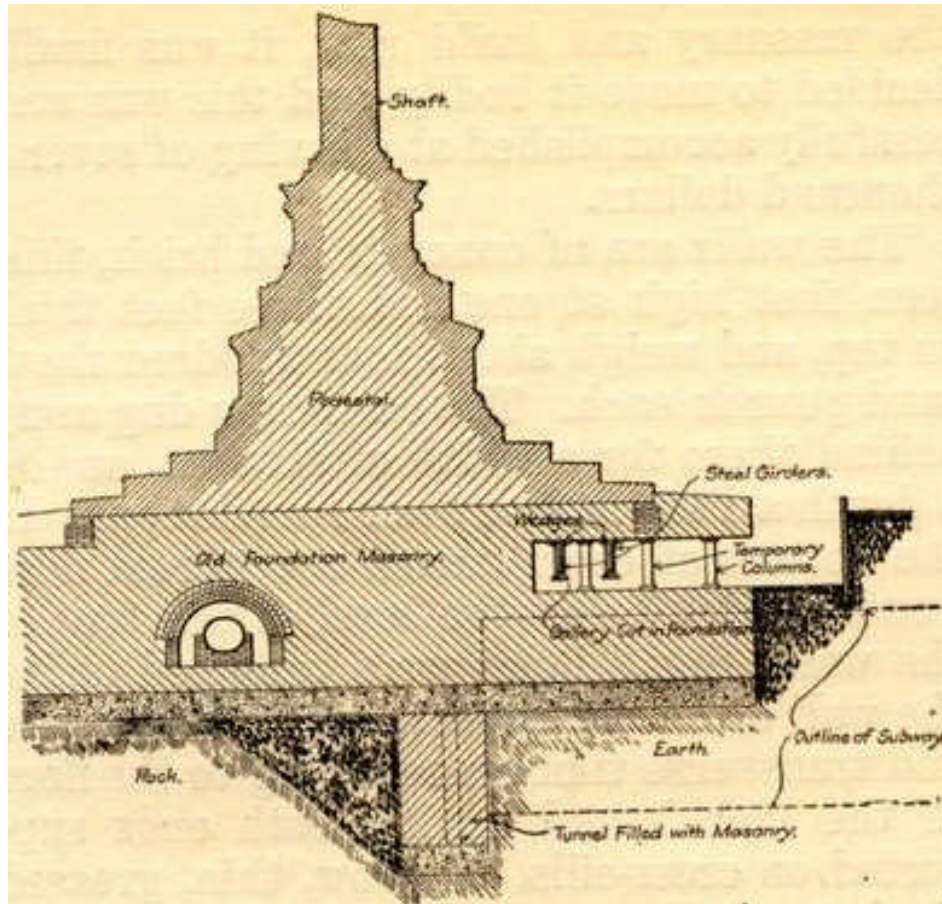 Shaft.
Pedestal.
Steel Girders.
Wedges
Old Foundation Masonry.
Temporary
Columns.
Gallery Cut in Foundation
Rock.
Earth.
Outline of Subway
Tunnel Filled with Masonry.